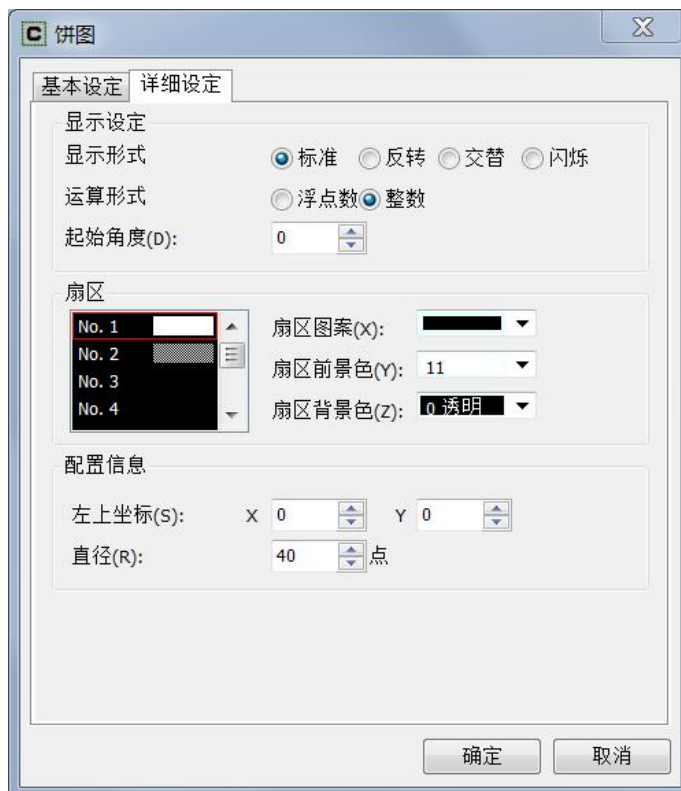 C 饼图
基本设定 详细设定
显示设定
显示形式 标准 反转 交替 闪烁
运算形式 浮点数 整数
起始角度(D): 0
扇区
No. 1
No. 2
No. 3
No. 4
扇区图案(X):
扇区前景色(Y): 11
扇区背景色(Z): 0 透明
配置信息
左上坐标(S): X 0 Y 0
直径(R): 40 点
确定 取消